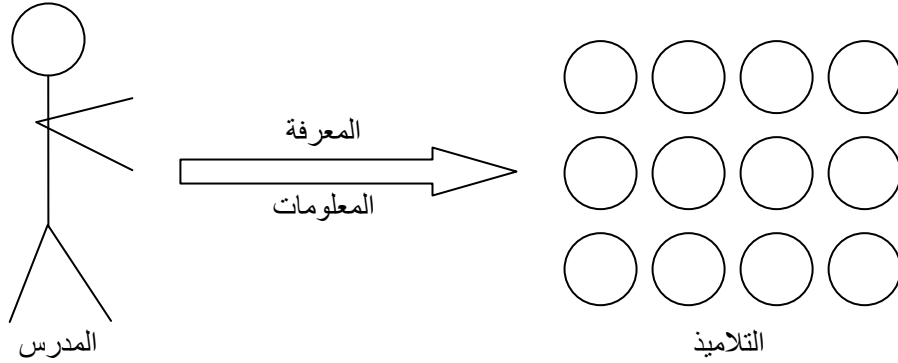 المعرفة
المعلومات
المدرس
التلاميذ